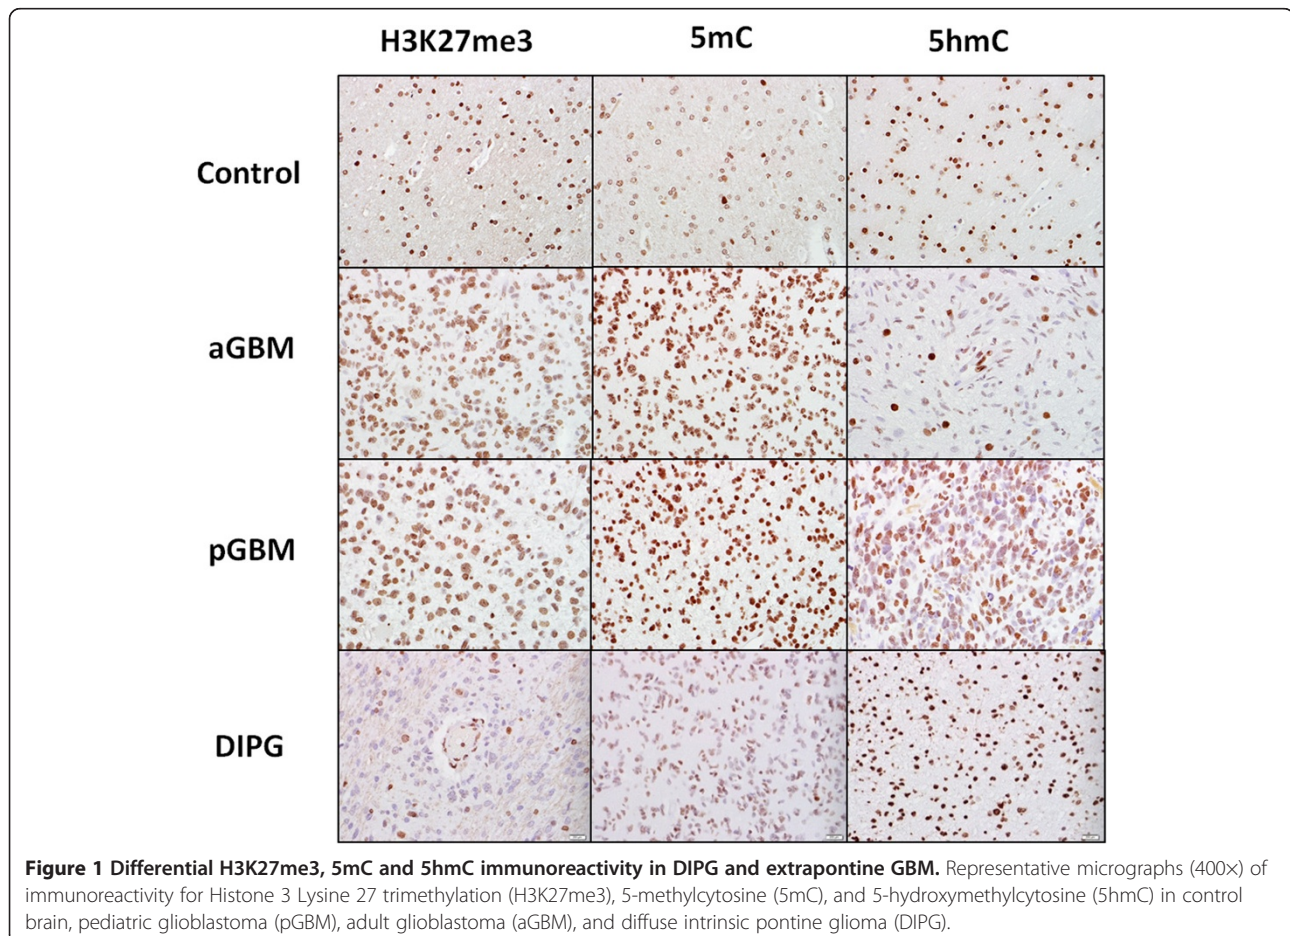 H3K27me3 5mC 5hmC
Control
aGBM
pGBM
DIPG
Figure 1 Differential H3K27me3, 5mC and 5hmC immunoreactivity in DIPG and extrapontine GBM. Representative micrographs (400×) of
immunoreactivity for Histone 3 Lysine 27 trimethylation (H3K27me3), 5-methylcytosine (5mC), and 5-hydroxymethylcytosine (5hmC) in control
brain, pediatric glioblastoma (pGBM), adult glioblastoma (aGBM), and diffuse intrinsic pontine glioma (DIPG).